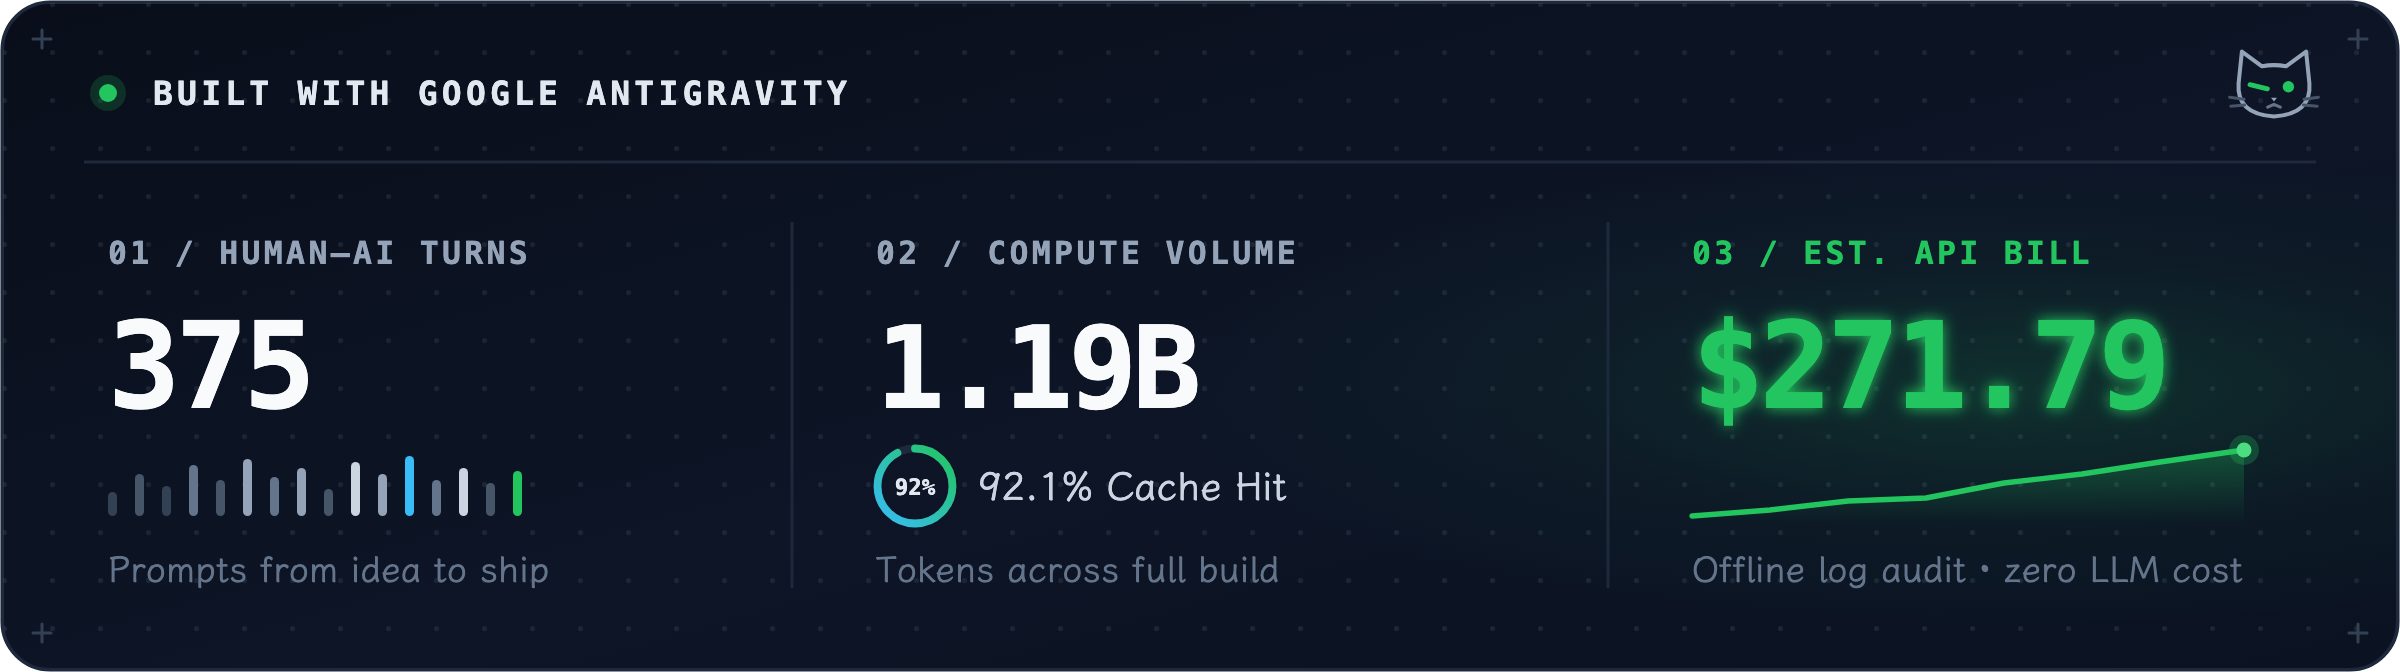 BUILT WITH GOOGLE ANTIGRAVITY
01 / HUMAN–AI TURNS
375
Prompts from idea to ship
02 / COMPUTE VOLUME
1.19B
92%
92.1% Cache Hit
Tokens across full build
03 / EST. API BILL
$271.79
Offline log audit • zero LLM cost